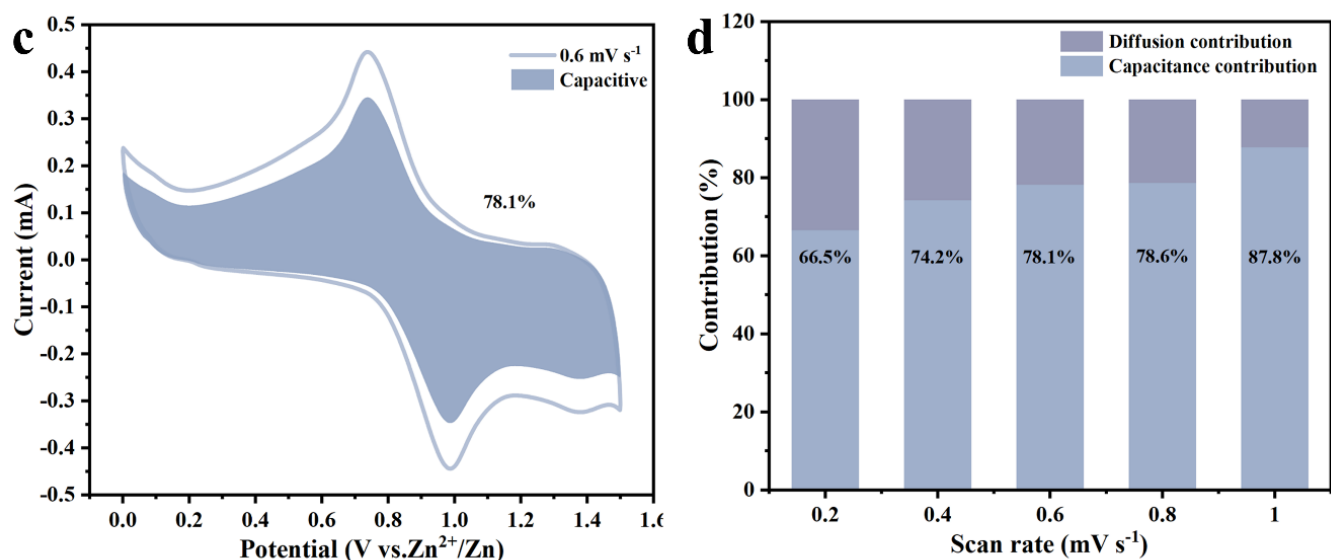 c
0.5
0.4
0.3
0.2
0.1
0.0
-0.1
-0.2
-0.3
-0.4
-0.5
Current (mA)
0.6 mV s⁻¹
Capacitive
78.1%
0.0 0.2 0.4 0.6 0.8 1.0 1.2 1.4 1.6
Potential (V vs.Zn²⁺/Zn)
d
120
100
80
60
40
20
0
Contribution (%)
Diffusion contribution
Capacitance contribution
66.5% 74.2% 78.1% 78.6% 87.8%
0.2 0.4 0.6 0.8 1
Scan rate (mV s⁻¹)